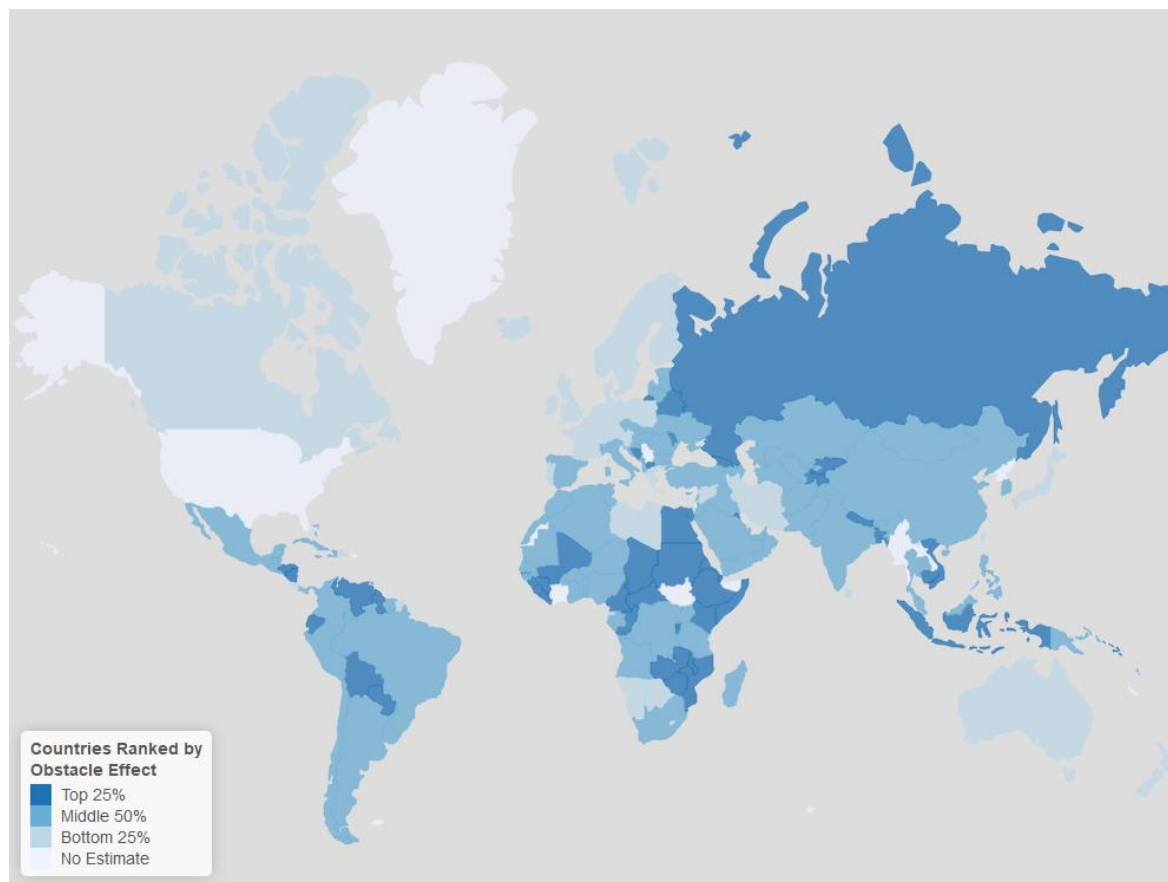 Countries Ranked by
Obstacle Effect
Top 25%
Middle 50%
Bottom 25%
No Estimate